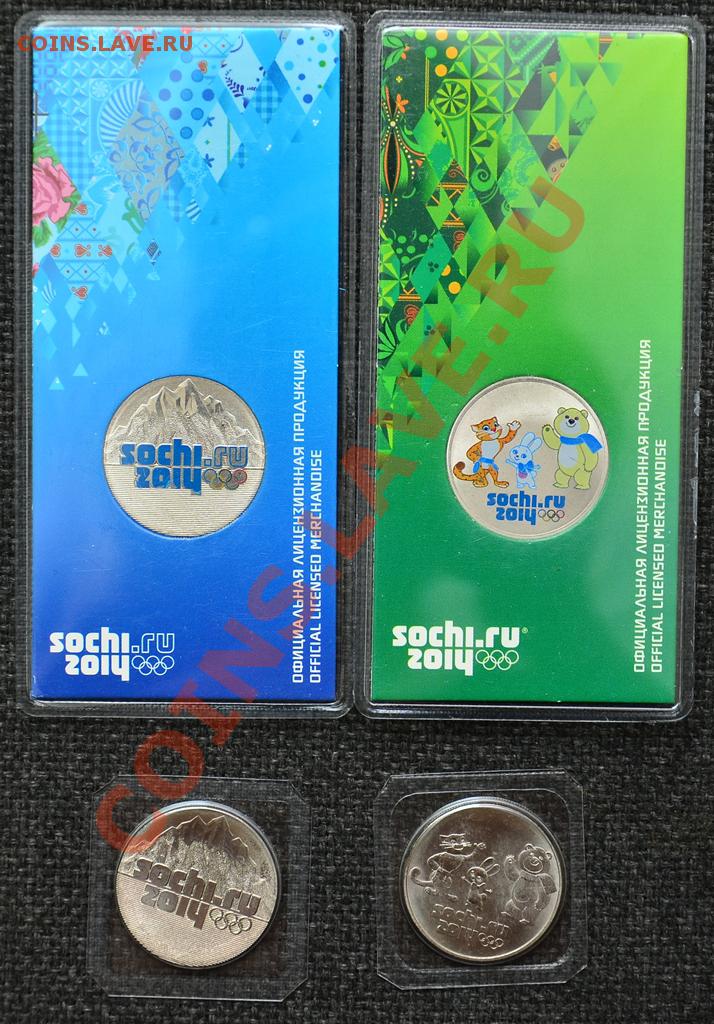 COINS.LAVE.RU
sochi.ru
2014
sochi.ru
2014
ОФИЦИАЛЬНАЯ ЛИЦЕНЗИОННАЯ ПРОДУКЦИЯ
OFFICIAL LICENSED MERCHANDISE
sochi.ru
2014
sochi.ru®
2014
ОФИЦИАЛЬНАЯ ЛИЦЕНЗИОННАЯ ПРОДУКЦИЯ
OFFICIAL LICENSED MERCHANDISE
COINS.LAVE.RU
sochi.ru
2014
sochi.ru
2014